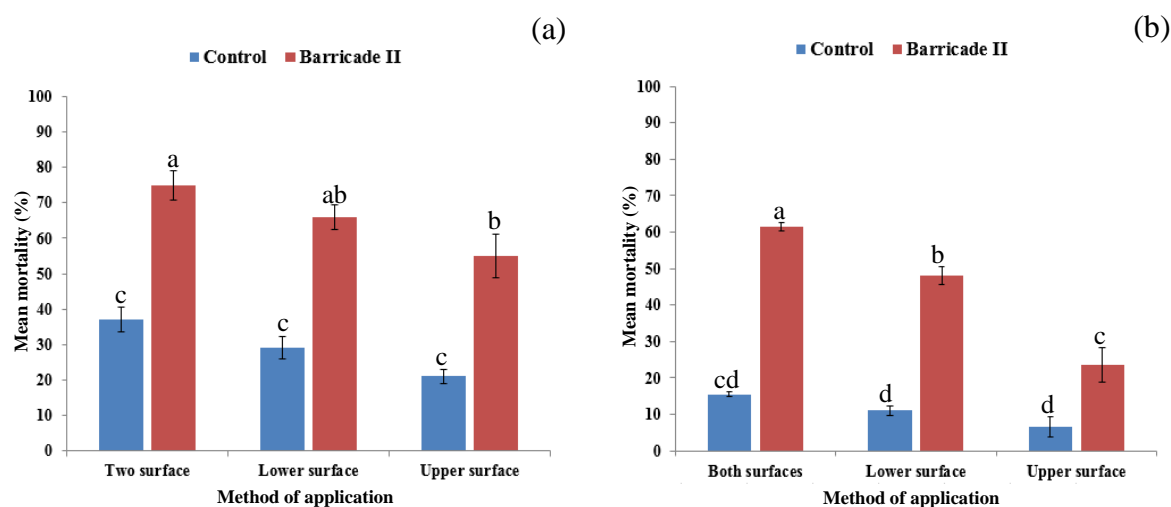 (a)
Control Barricade II
100
90
80
70
60
50
40
30
20
10
0
Mean mortality (%)
a
ab
b
c
c
c
Two surface Lower surface Upper surface
Method of application
(b)
Control Barricade II
100
90
80
70
60
50
40
30
20
10
0
Mean mortality (%)
a
b
c
cd
d
d
Both surfaces Lower surface Upper surface
Method of application